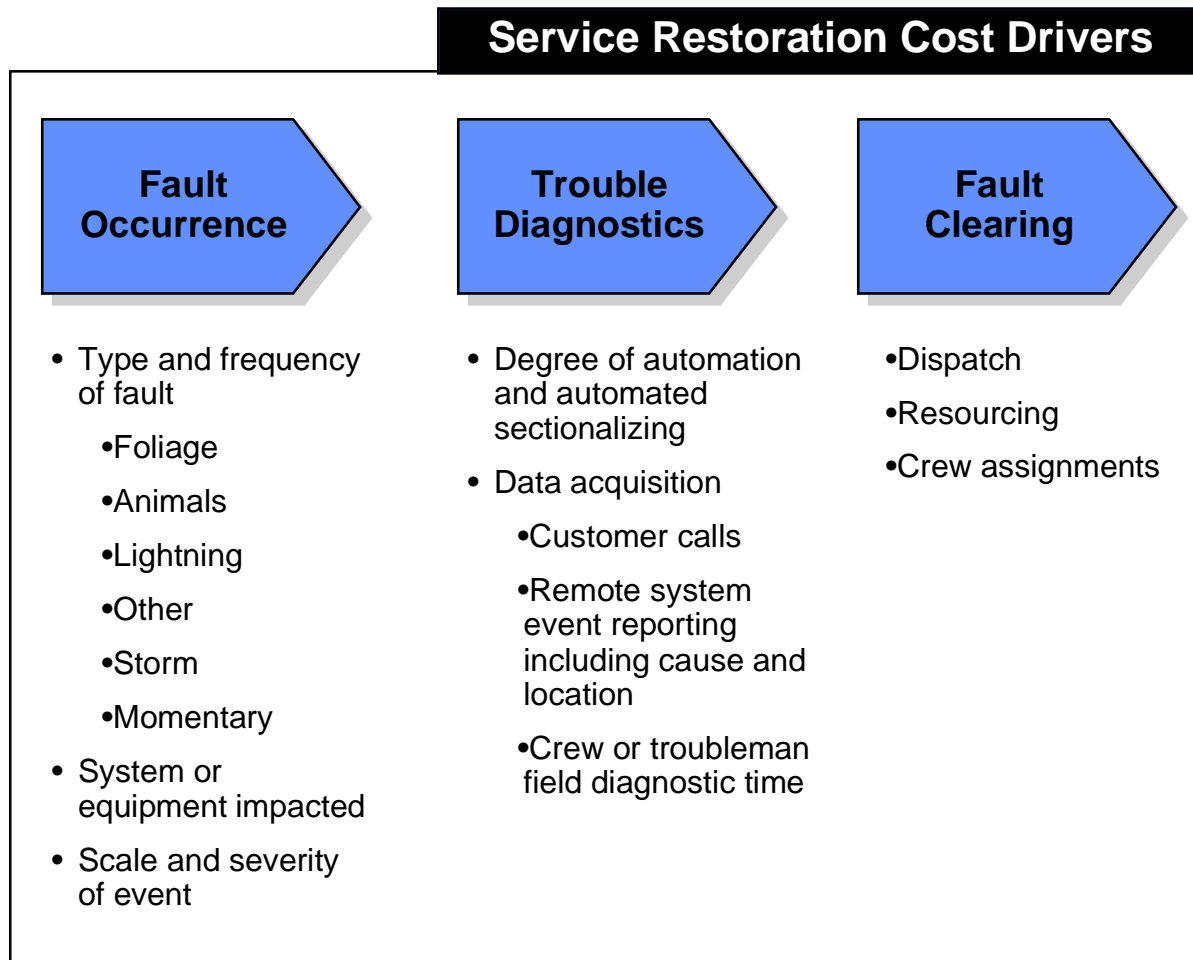 Service Restoration Cost Drivers
Fault
Occurrence
• Type and frequency
of fault
•Foliage
•Animals
•Lightning
•Other
•Storm
•Momentary
• System or
equipment impacted
• Scale and severity
of event
Trouble
Diagnostics
• Degree of automation
and automated
sectionalizing
• Data acquisition
•Customer calls
•Remote system
event reporting
including cause and
location
•Crew or troubleman
field diagnostic time
Fault
Clearing
•Dispatch
•Resourcing
•Crew assignments